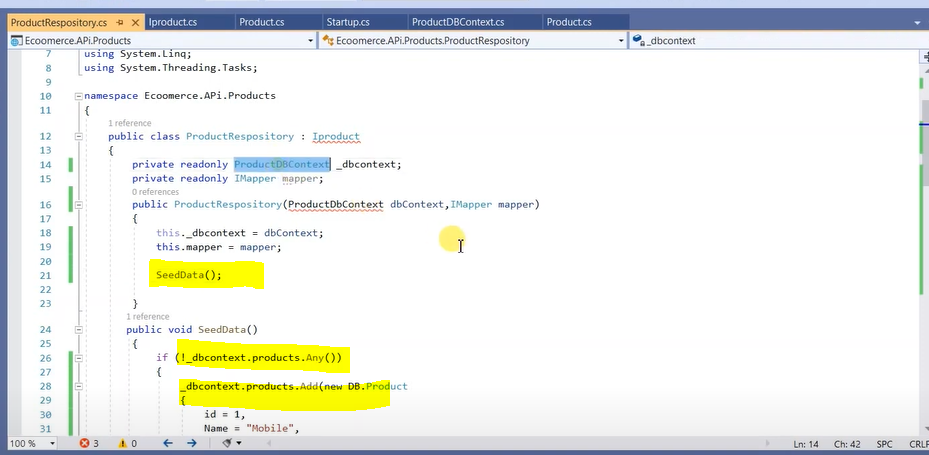 ProductRespository.cs Iproduct.cs Product.cs Startup.cs ProductDBContext.cs Product.cs
Ecoomerce.APi.Products Ecoomerce.APi.Products.ProductRespository _dbcontext
7 using System.Linq;
8 using System.Threading.Tasks;
9
10 namespace Ecoomerce.APi.Products
11 {
1 reference
12 public class ProductRespository : Iproduct
13 {
14 private readonly ProductDBContext _dbcontext;
15 private readonly IMapper mapper;
0 references
16 public ProductRespository(ProductDbContext dbContext,IMapper mapper)
17 {
18 this._dbcontext = dbContext;
19 this.mapper = mapper;
20
21 SeedData();
22
23 }
1 reference
24 public void SeedData()
25 {
26 if (!_dbcontext.products.Any())
27 {
28 _dbcontext.products.Add(new DB.Product
29 {
30 id = 1,
31 Name = "Mobile",
100 % 3 0 Ln: 14 Ch: 42 SPC CRLF